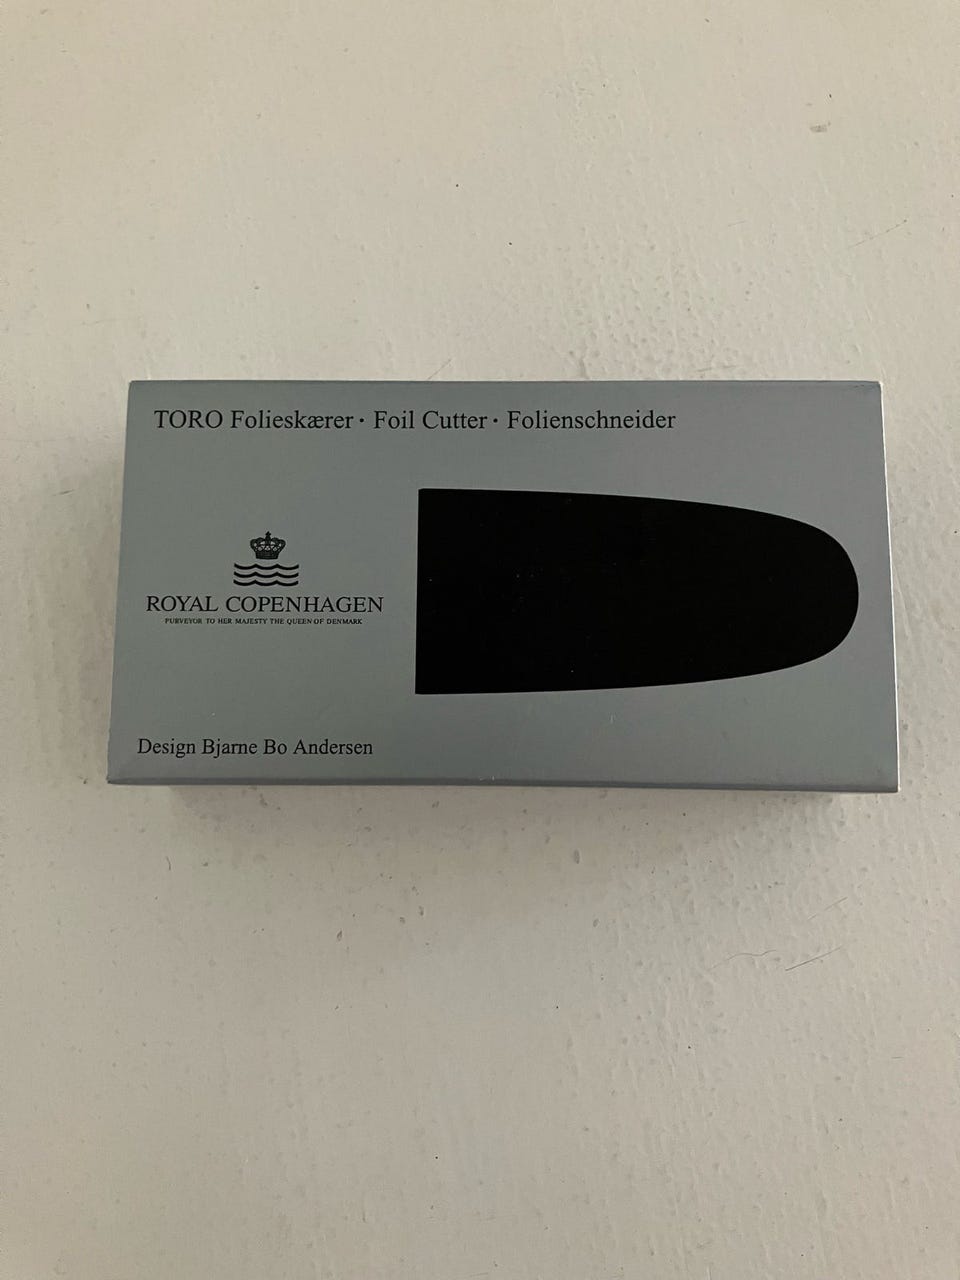 TORO Folieskærer · Foil Cutter · Folienschneider
ROYAL COPENHAGEN
PURVEYOR TO HER MAJESTY THE QUEEN OF DENMARK
Design Bjarne Bo Andersen